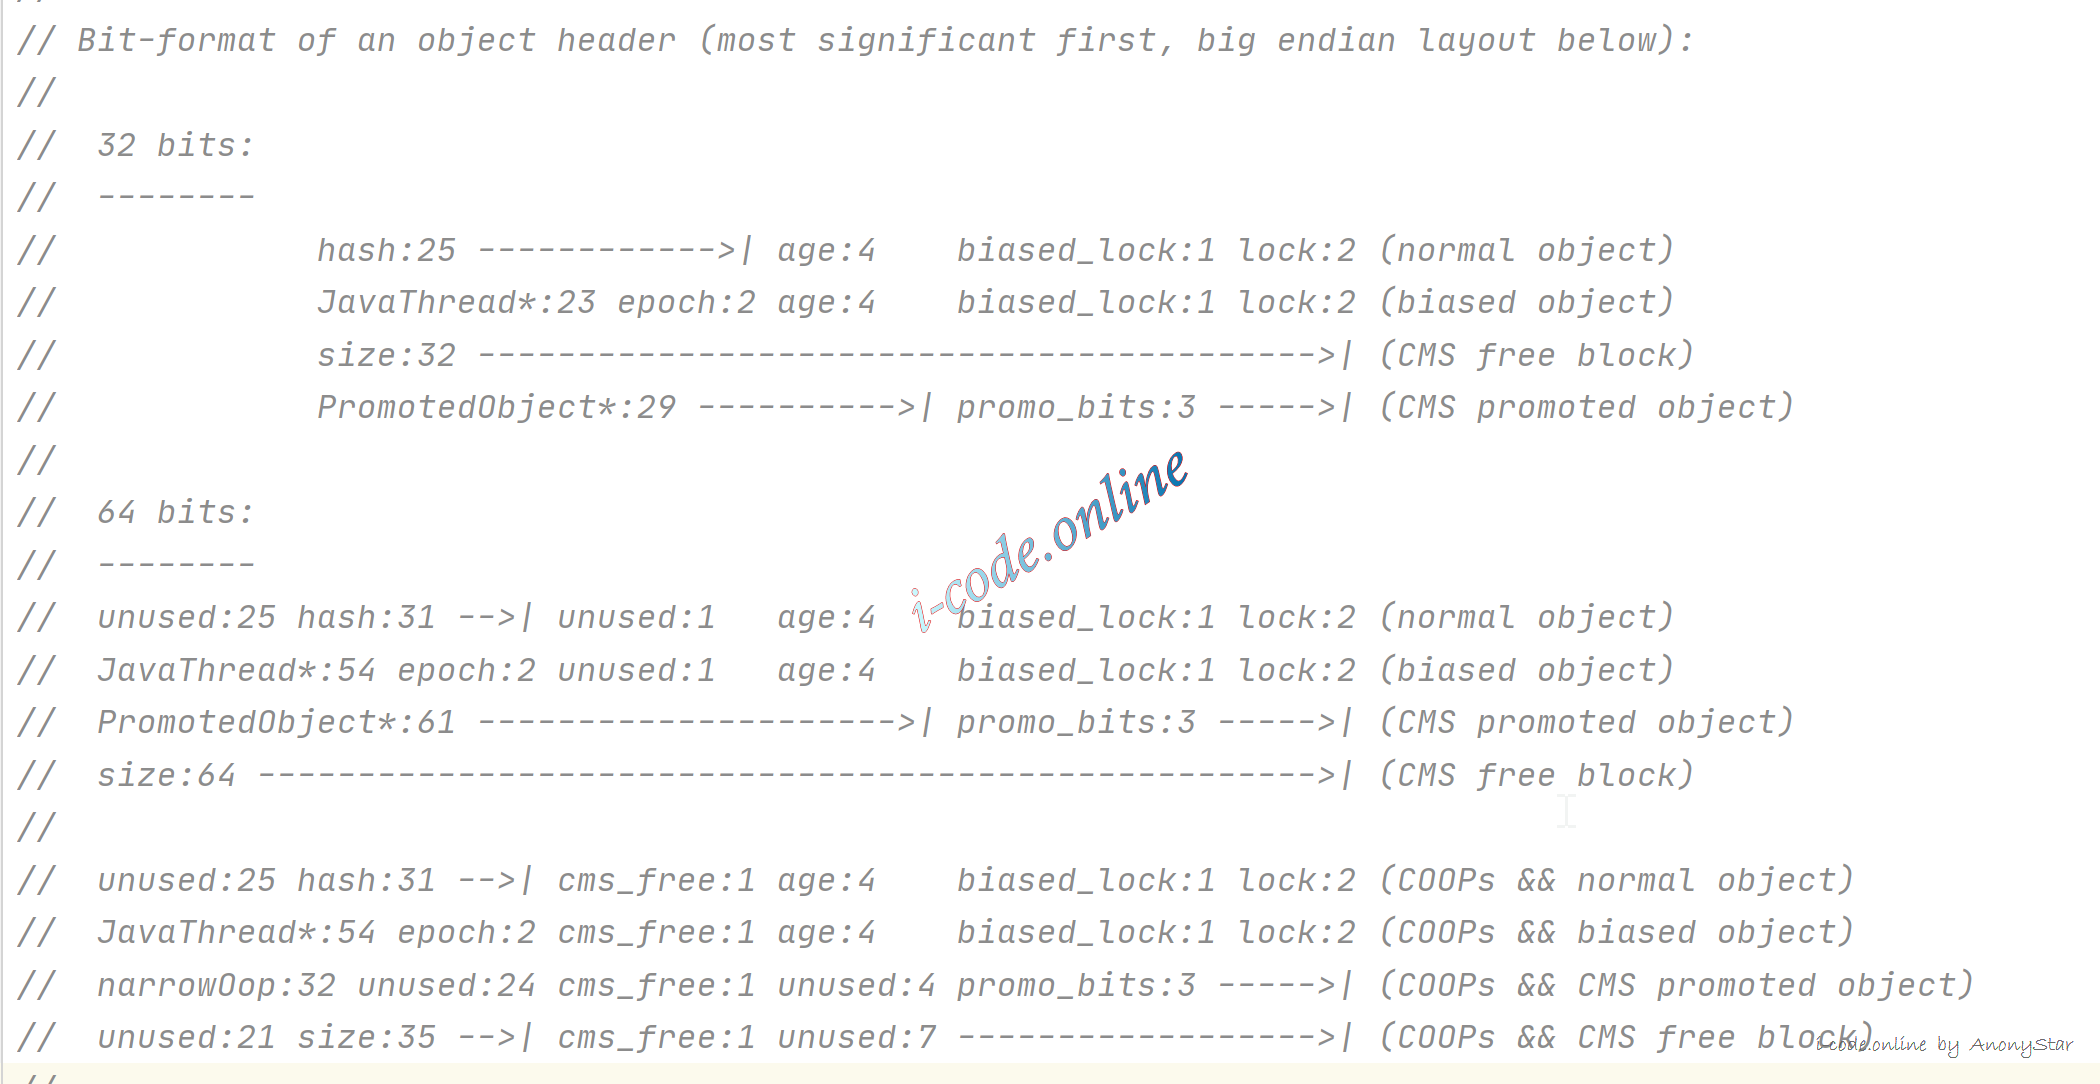 //
// Bit-format of an object header (most significant first, big endian layout below):
//
//  32 bits:
//  --------
//             hash:25 ------------>| age:4    biased_lock:1 lock:2 (normal object)
//             JavaThread*:23 epoch:2 age:4    biased_lock:1 lock:2 (biased object)
//             size:32 ------------------------------------------>| (CMS free block)
//             PromotedObject*:29 ---------->| promo_bits:3 ----->| (CMS promoted object)
//
//  64 bits:
//  --------
//  unused:25 hash:31 -->| unused:1   age:4    biased_lock:1 lock:2 (normal object)
//  JavaThread*:54 epoch:2 unused:1   age:4    biased_lock:1 lock:2 (biased object)
//  PromotedObject*:61 --------------------->| promo_bits:3 ----->| (CMS promoted object)
//  size:64 ----------------------------------------------------->| (CMS free block)
//
//  unused:25 hash:31 -->| cms_free:1 age:4    biased_lock:1 lock:2 (COOPs && normal object)
//  JavaThread*:54 epoch:2 cms_free:1 age:4    biased_lock:1 lock:2 (COOPs && biased object)
//  narrowOop:32 unused:24 cms_free:1 unused:4 promo_bits:3 ----->| (COOPs && CMS promoted object)
//  unused:21 size:35 -->| cms_free:1 unused:7 ------------------>| (COOPs && CMS free block)
//
i-code.online
i-code.online by AnonyStar